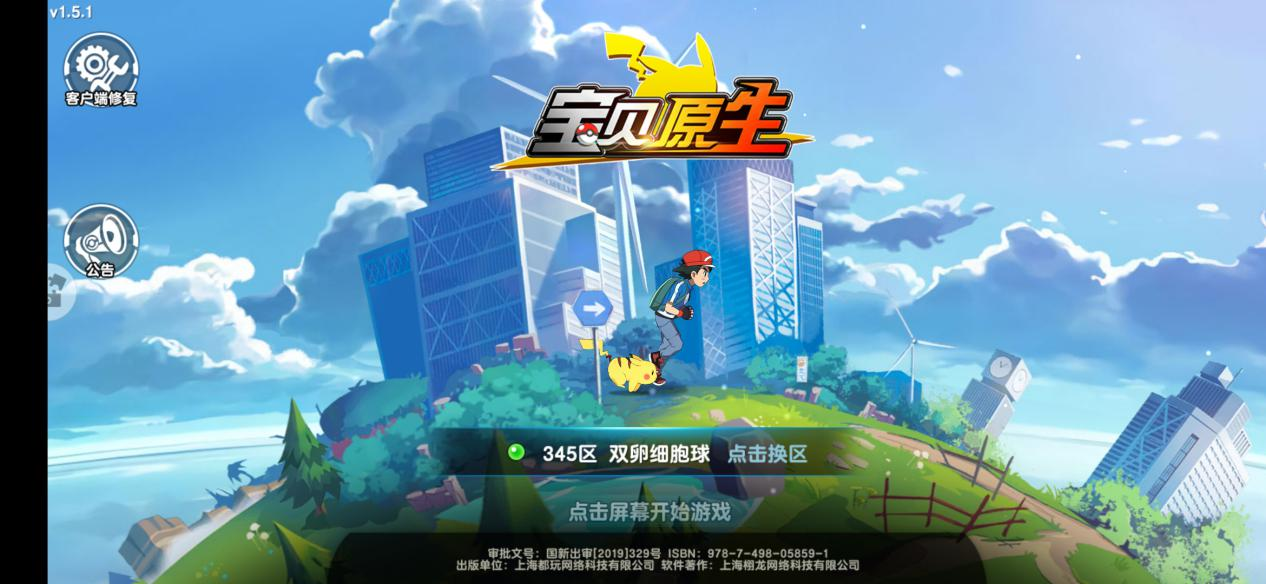 v1.5.1
客户端修复
宝贝原生
公告
345区 双卵细胞球 点击换区
点击屏幕开始游戏
审批文号：国新出审[2019]329号 ISBN：978-7-498-05859-1
出版单位：上海都玩网络科技有限公司 软件著作：上海栩龙网络科技有限公司